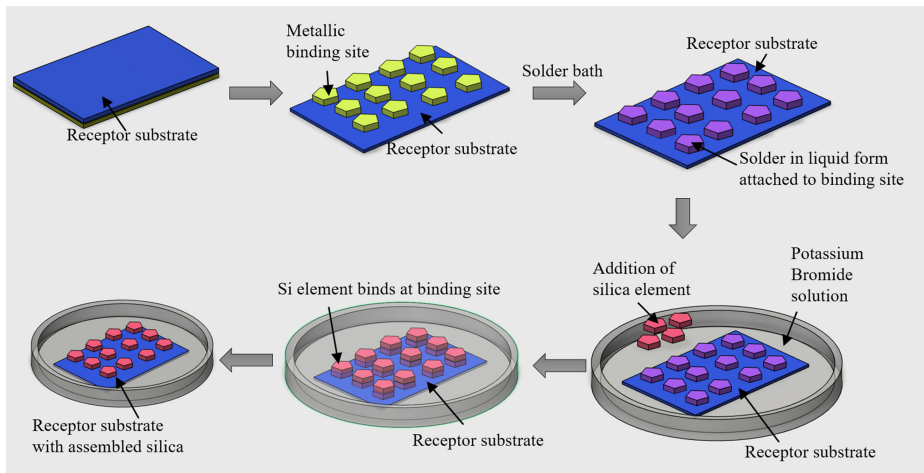 Receptor substrate
Metallic
binding site
Receptor substrate
Solder bath
Receptor substrate
Solder in liquid form
attached to binding site
Addition of
silica element
Potassium
Bromide
solution
Receptor substrate
Si element binds at binding site
Receptor substrate
Receptor substrate
with assembled silica